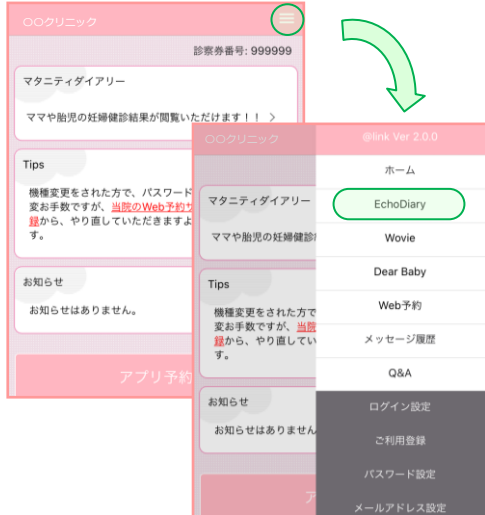 〇〇クリニック
診察券番号: 999999
マタニティダイアリー
ママや胎児の妊婦健診結果が閲覧いただけます！！ >
Tips
機種変更をされた方で、パスワード
変お手数ですが、当院のWeb予約サ
録から、やり直していただきますよ
す。
お知らせ
お知らせはありません。
アプリ予約
〇〇クリニック
マタニティダイアリー
ママや胎児の妊婦健診
Tips
機種変更をされた方で
変お手数ですが、当院
録から、やり直してい
す。
お知らせ
お知らせはありません
ア
@link Ver 2.0.0
ホーム
EchoDiary
Wovie
Dear Baby
Web予約
メッセージ履歴
Q&A
ログイン設定
ご利用登録
パスワード設定
メールアドレス設定